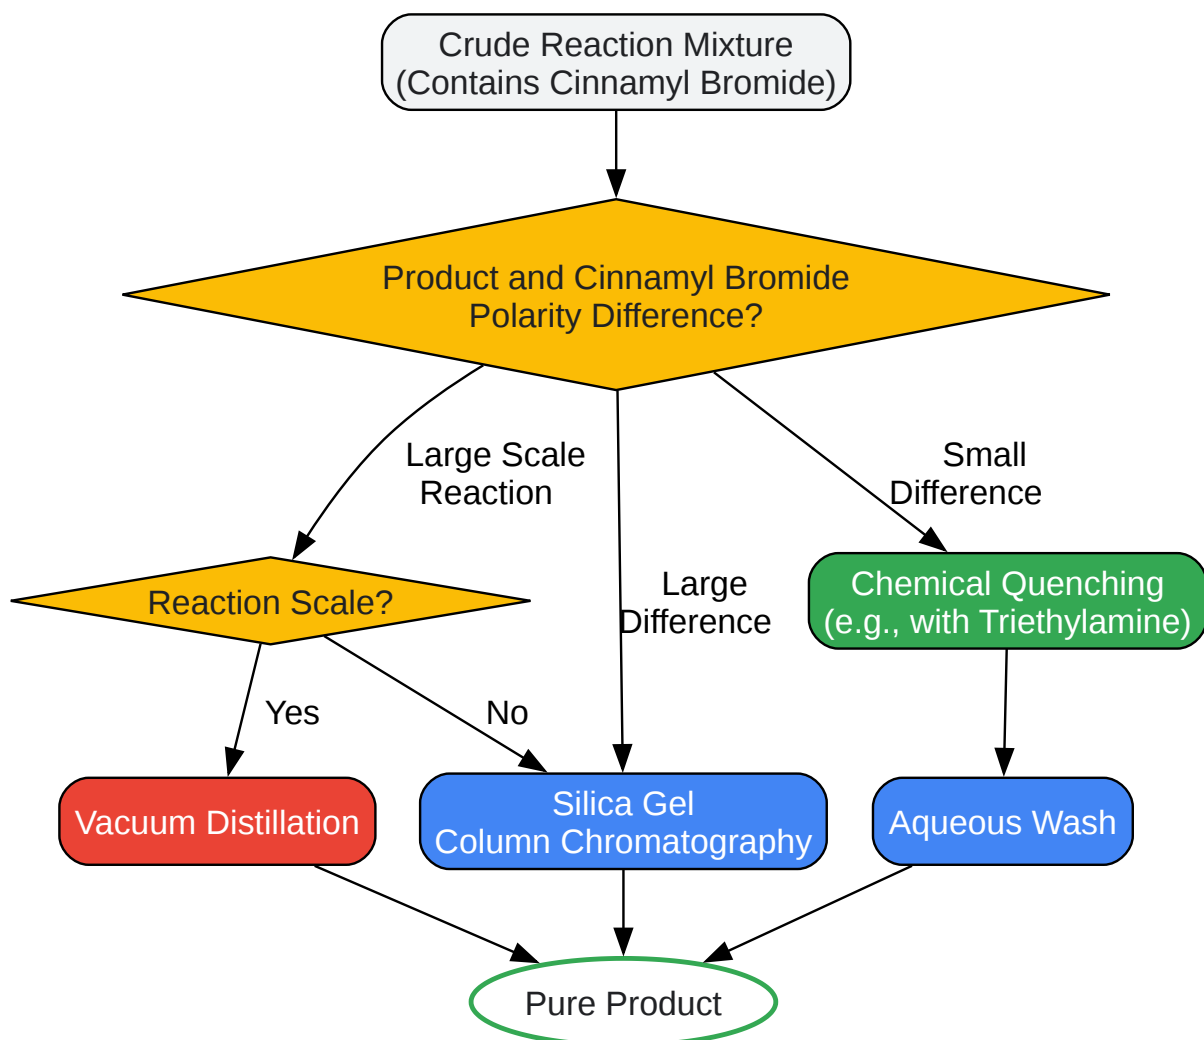 Crude Reaction Mixture
(Contains Cinnamyl Bromide)
Product and Cinnamyl Bromide
Polarity Difference?
Large Scale
Reaction
Small
Difference
Reaction Scale?
Large
Difference
Chemical Quenching
(e.g., with Triethylamine)
Yes
No
Vacuum Distillation
Silica Gel
Column Chromatography
Aqueous Wash
Pure Product